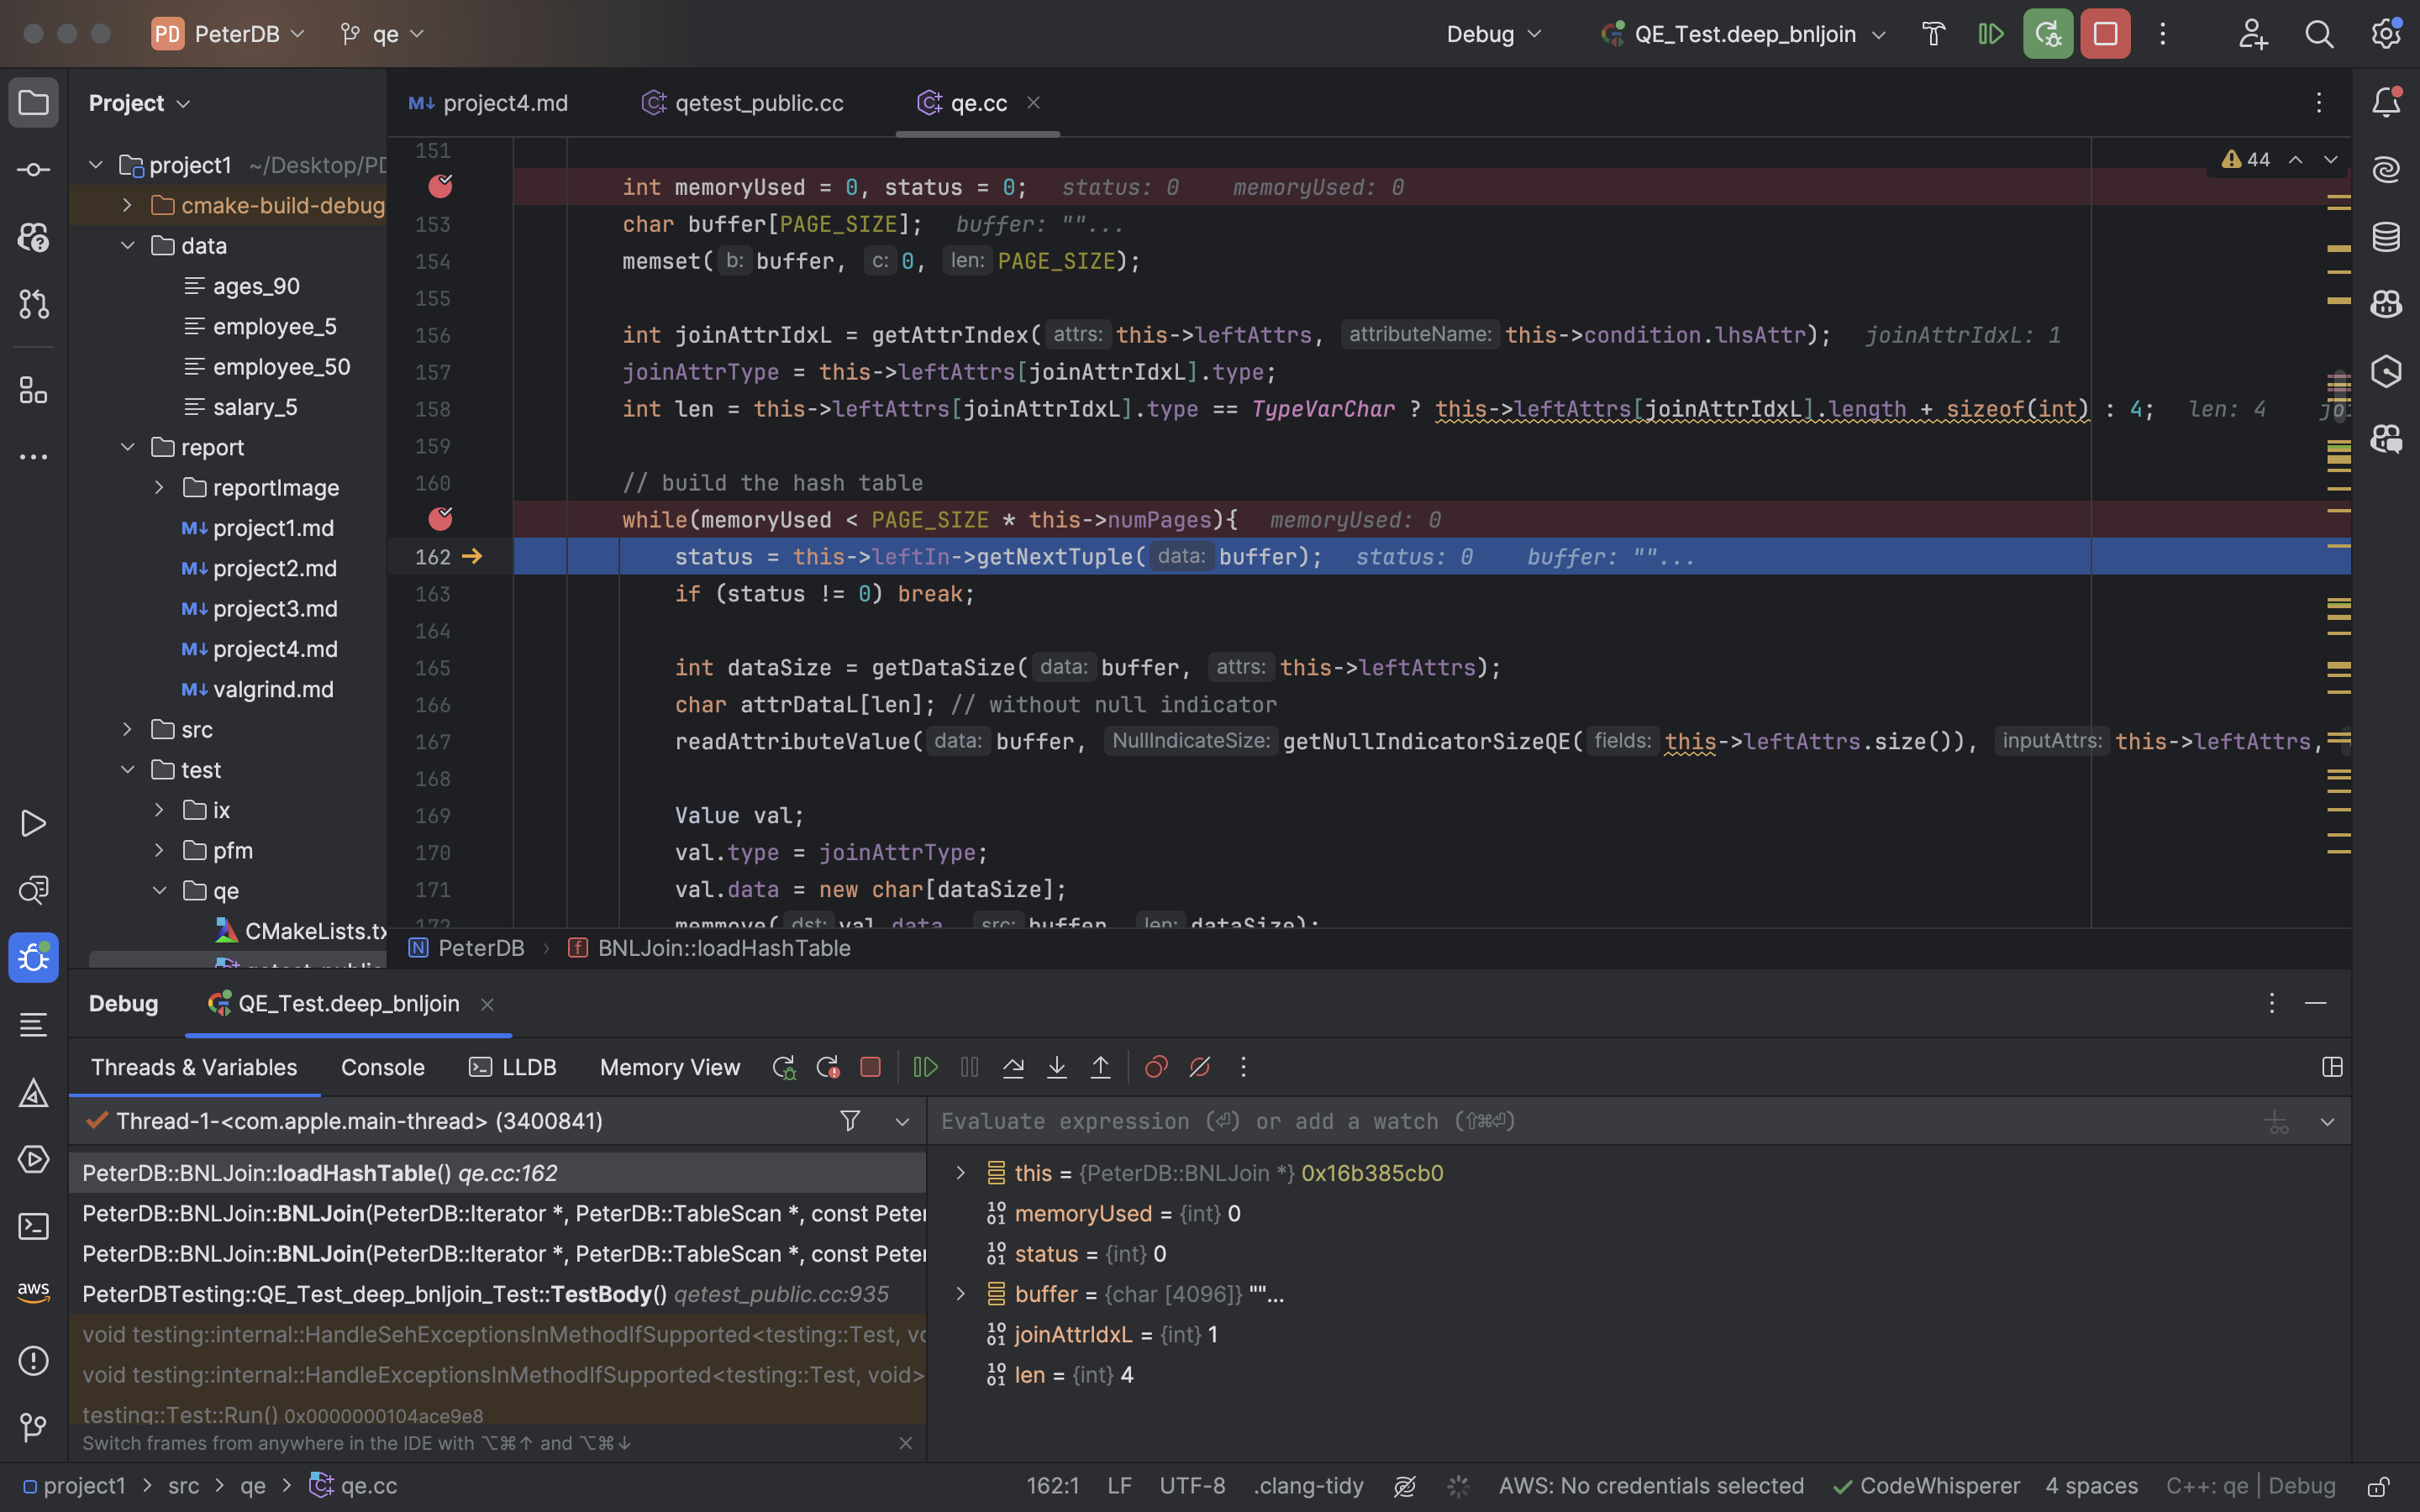 PD PeterDB qe Debug QE_Test.deep_bnljoin
Project
project4.md qetest_public.cc qe.cc
project1 ~/Desktop/PD
cmake-build-debug
data
ages_90
employee_5
employee_50
salary_5
report
reportImage
project1.md
project2.md
project3.md
project4.md
valgrind.md
src
test
ix
pfm
qe
CMakeLists.tx
44
151
int memoryUsed = 0, status = 0; status: 0 memoryUsed: 0
153 char buffer[PAGE_SIZE]; buffer: ""...
154 memset( b: buffer, c: 0, len: PAGE_SIZE);
155
156 int joinAttrIdxL = getAttrIndex( attrs: this->leftAttrs, attributeName: this->condition.lhsAttr); joinAttrIdxL: 1
157 joinAttrType = this->leftAttrs[joinAttrIdxL].type;
158 int len = this->leftAttrs[joinAttrIdxL].type == TypeVarChar ? this->leftAttrs[joinAttrIdxL].length + sizeof(int) : 4; len: 4
159
160 // build the hash table
while(memoryUsed < PAGE_SIZE * this->numPages){ memoryUsed: 0
162 status = this->leftIn->getNextTuple( data: buffer); status: 0 buffer: ""...
163 if (status != 0) break;
164
165 int dataSize = getDataSize( data: buffer, attrs: this->leftAttrs);
166 char attrDataL[len]; // without null indicator
167 readAttributeValue( data: buffer, NullIndicateSize: getNullIndicatorSizeQE( fields: this->leftAttrs.size()), inputAttrs: this->leftAttrs,
168
169 Value val;
170 val.type = joinAttrType;
171 val.data = new char[dataSize];
172 memmove( dst: val.data, src: buffer, len: dataSize);
N PeterDB f BNLJoin::loadHashTable
Debug QE_Test.deep_bnljoin
Threads & Variables Console LLDB Memory View
Thread-1-<com.apple.main-thread> (3400841)
Evaluate expression (⏎) or add a watch (⇧⌘⏎)
PeterDB::BNLJoin::loadHashTable() qe.cc:162
PeterDB::BNLJoin::BNLJoin(PeterDB::Iterator *, PeterDB::TableScan *, const Peter
PeterDB::BNLJoin::BNLJoin(PeterDB::Iterator *, PeterDB::TableScan *, const Peter
PeterDBTesting::QE_Test_deep_bnljoin_Test::TestBody() qetest_public.cc:935
void testing::internal::HandleSehExceptionsInMethodIfSupported<testing::Test, vo
void testing::internal::HandleExceptionsInMethodIfSupported<testing::Test, void>
testing::Test::Run() 0x0000000104ace9e8
Switch frames from anywhere in the IDE with ⌥⌘↑ and ⌥⌘↓
this = {PeterDB::BNLJoin *} 0x16b385cb0
memoryUsed = {int} 0
status = {int} 0
buffer = {char [4096]} ""...
joinAttrIdxL = {int} 1
len = {int} 4
aws
project1 src qe qe.cc 162:1 LF UTF-8 .clang-tidy AWS: No credentials selected CodeWhisperer 4 spaces C++: qe | Debug